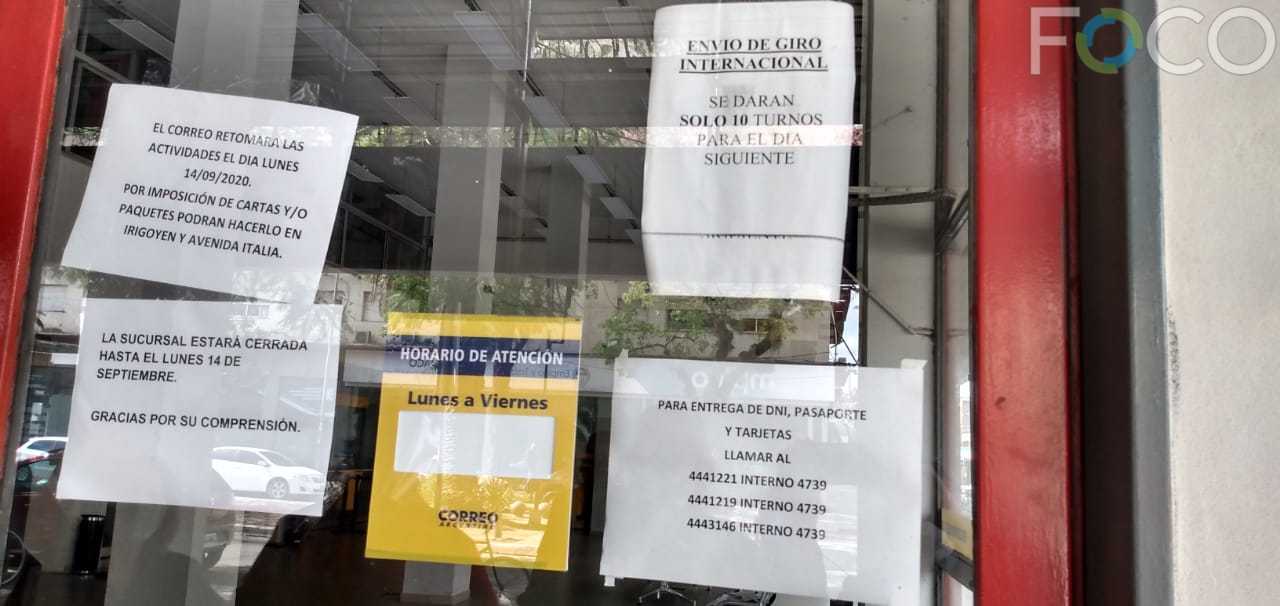 FOCO
EL CORREO RETOMARA LAS
ACTIVIDADES EL DIA LUNES
14/09/2020.
POR IMPOSICIÓN DE CARTAS Y/O
PAQUETES PODRAN HACERLO EN
IRIGOYEN Y AVENIDA ITALIA.
ENVIO DE GIRO
INTERNACIONAL
SE DARAN
SOLO 10 TURNOS
PARA EL DIA
SIGUIENTE
LA SUCURSAL ESTARÁ CERRADA
HASTA EL LUNES 14 DE
SEPTIEMBRE.
GRACIAS POR SU COMPRENSIÓN.
HORARIO DE ATENCIÓN
Lunes a Viernes
CORREO
ARGENTINO
PARA ENTREGA DE DNI, PASAPORTE
Y TARJETAS
LLAMAR AL
4441221 INTERNO 4739
4441219 INTERNO 4739
4443146 INTERNO 4739